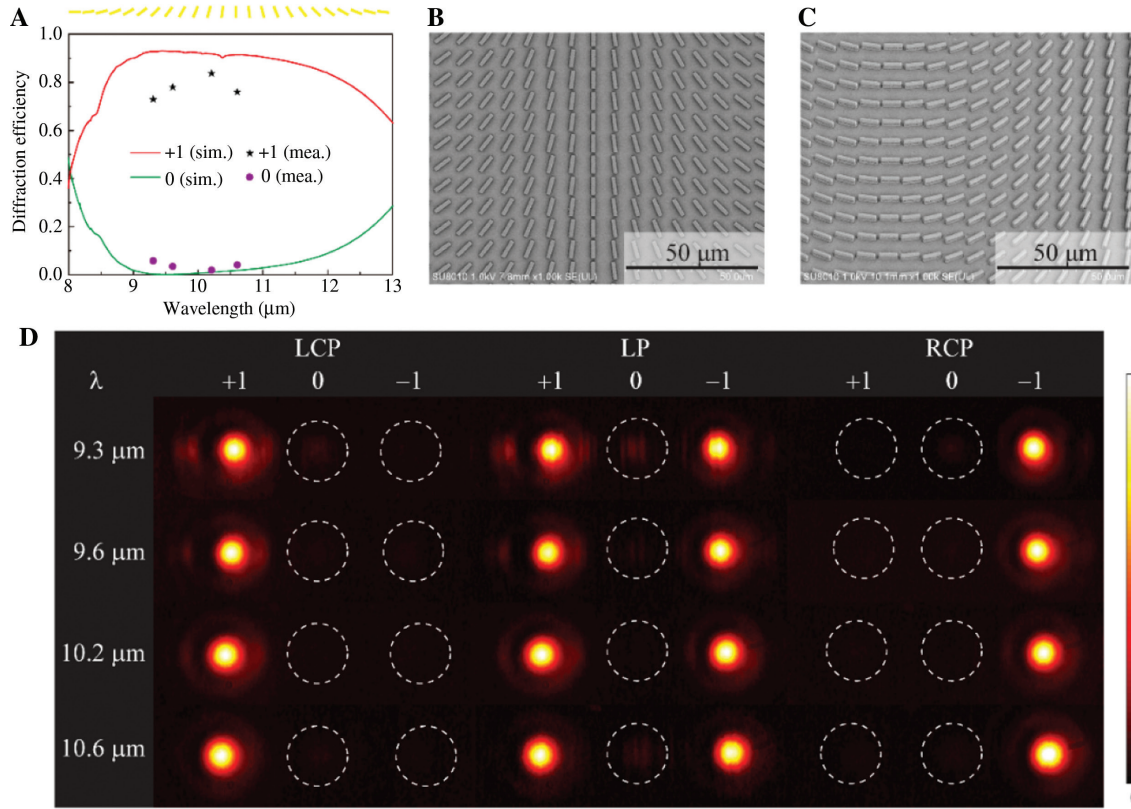 A
B
C
1.0
0.8
0.6
0.4
0.2
0.0
Diffraction efficiency
+1 (sim.)
+1 (mea.)
0 (sim.)
0 (mea.)
8
9
10
11
12
13
Wavelength (μm)
50 μm
50 μm
D
LCP LP RCP
λ +1 0 −1 +1 0 −1 +1 0 −1
9.3 μm
9.6 μm
10.2 μm
10.6 μm